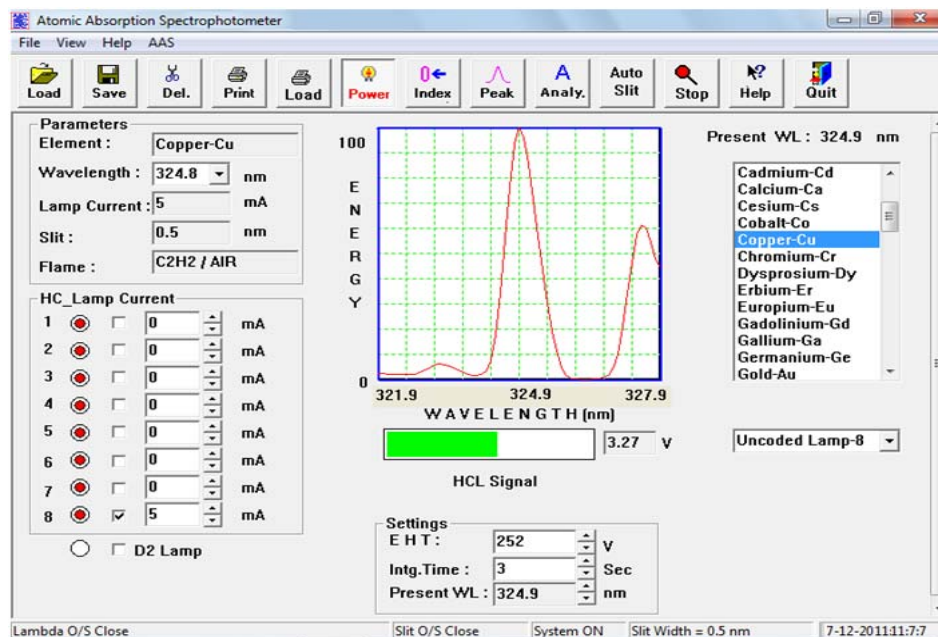 Atomic Absorption Spectrophotometer
File View Help AAS
Load Save Del. Print Load Power Index Peak Analy. Auto Slit Stop Help Quit
Parameters
Element : Copper-Cu
Wavelength : 324.8 nm
Lamp Current : 5 mA
Slit : 0.5 nm
Flame : C2H2 / AIR
HC_Lamp Current
1 0 mA
2 0 mA
3 0 mA
4 0 mA
5 0 mA
6 0 mA
7 0 mA
8 5 mA
D2 Lamp
100
ENERGY
0
321.9 324.9 327.9
WAVELENGTH (nm)
3.27 V
HCL Signal
Settings
EHT : 252 V
Intg.Time : 3 Sec
Present WL : 324.9 nm
Present WL : 324.9 nm
Cadmium-Cd
Calcium-Ca
Cesium-Cs
Cobalt-Co
Copper-Cu
Chromium-Cr
Dysprosium-Dy
Erbium-Er
Europium-Eu
Gadolinium-Gd
Gallium-Ga
Germanium-Ge
Gold-Au
Uncoded Lamp-8
Lambda O/S Close Slit O/S Close System ON Slit Width = 0.5 nm 7-12-2011:11:7:7